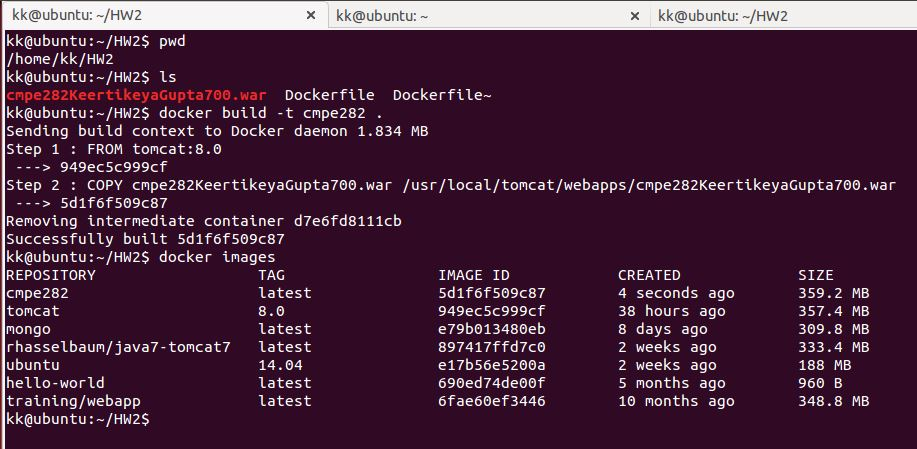 kk@ubuntu: ~/HW2 × kk@ubuntu: ~ × kk@ubuntu: ~/HW2
kk@ubuntu:~/HW2$ pwd
/home/kk/HW2
kk@ubuntu:~/HW2$ ls
cmpe282KeertikeyaGupta700.war  Dockerfile  Dockerfile~
kk@ubuntu:~/HW2$ docker build -t cmpe282 .
Sending build context to Docker daemon 1.834 MB
Step 1 : FROM tomcat:8.0
 ---> 949ec5c999cf
Step 2 : COPY cmpe282KeertikeyaGupta700.war /usr/local/tomcat/webapps/cmpe282KeertikeyaGupta700.war
 ---> 5d1f6f509c87
Removing intermediate container d7e6fd8111cb
Successfully built 5d1f6f509c87
kk@ubuntu:~/HW2$ docker images
REPOSITORY                  TAG                 IMAGE ID            CREATED             SIZE
cmpe282                     latest              5d1f6f509c87        4 seconds ago       359.2 MB
tomcat                      8.0                 949ec5c999cf        38 hours ago        357.4 MB
mongo                       latest              e79b013480eb        8 days ago          309.8 MB
rhasselbaum/java7-tomcat7   latest              897417ffd7c0        2 weeks ago         333.4 MB
ubuntu                      14.04               e17b56e5200a        2 weeks ago         188 MB
hello-world                 latest              690ed74de00f        5 months ago        960 B
training/webapp             latest              6fae60ef3446        10 months ago       348.8 MB
kk@ubuntu:~/HW2$